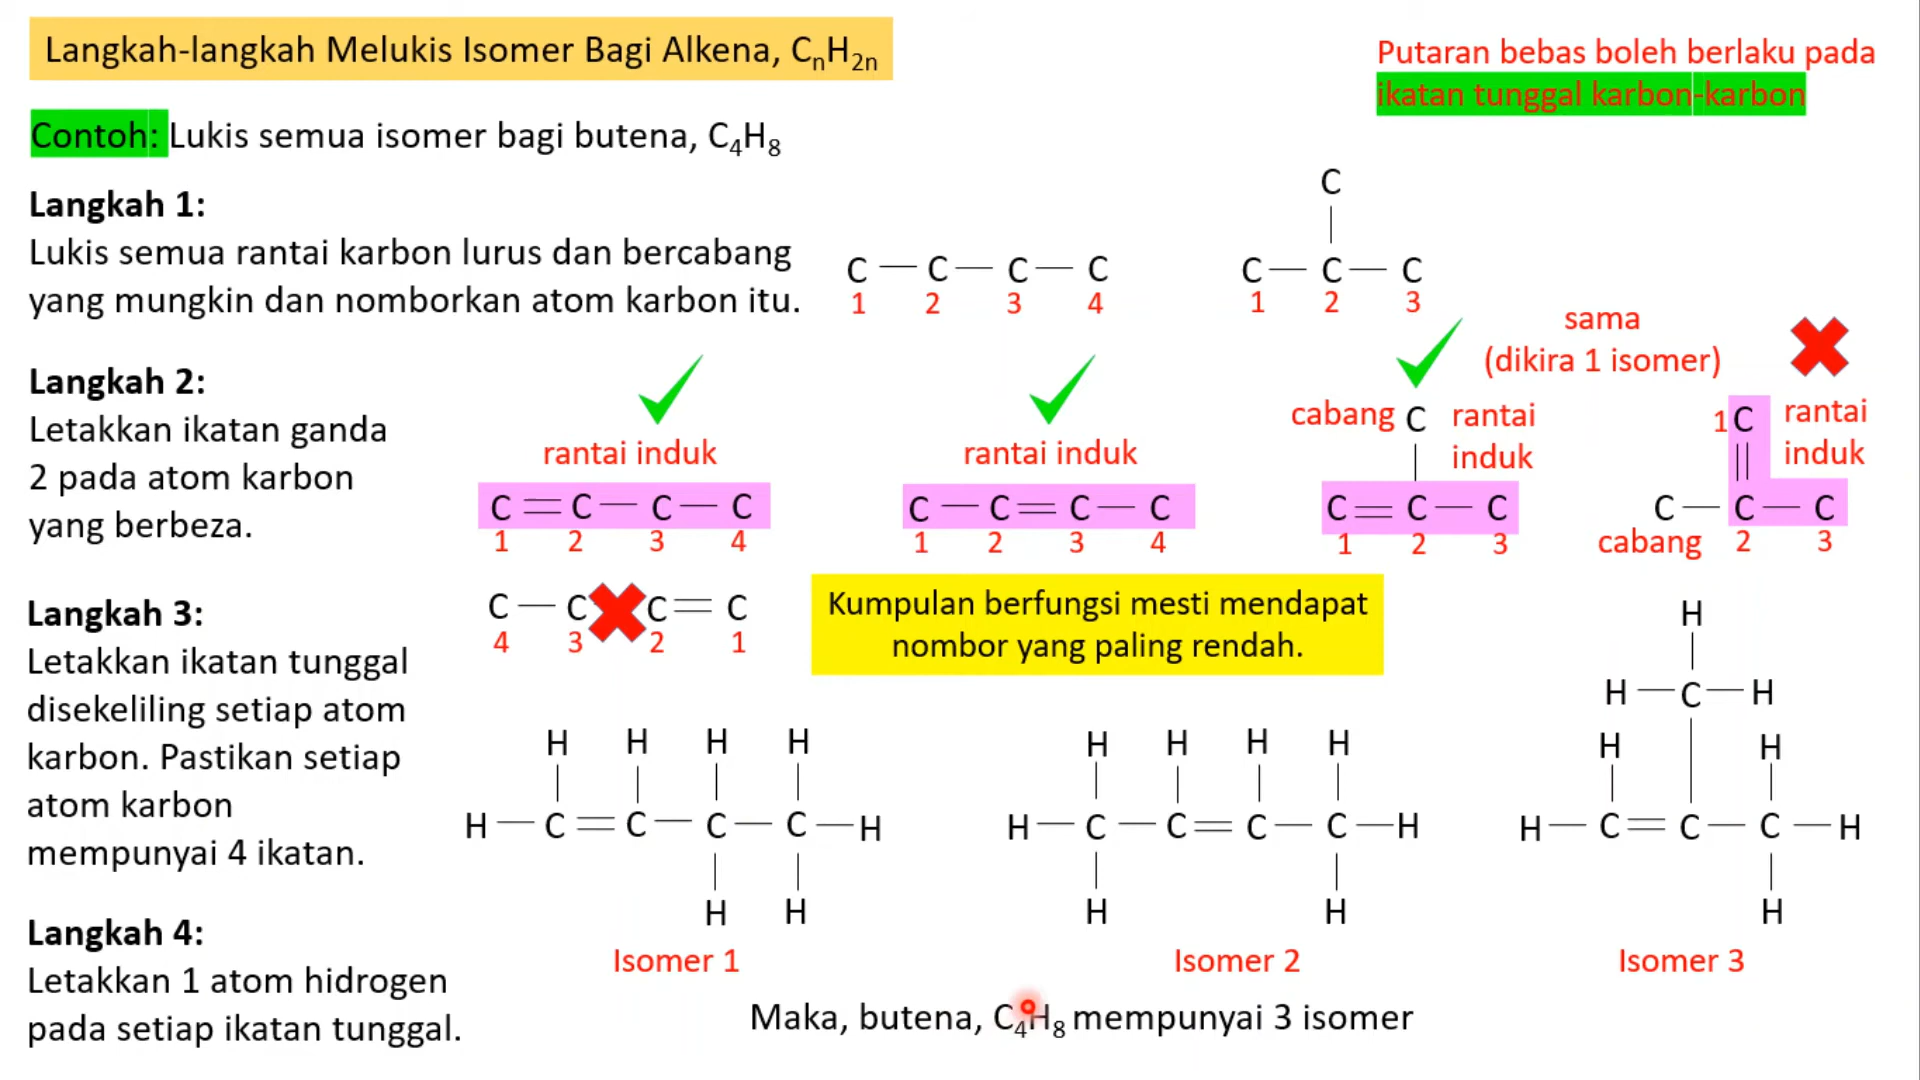 Langkah-langkah Melukis Isomer Bagi Alkena, CₙH₂ₙ
Putaran bebas boleh berlaku pada
ikatan tunggal karbon-karbon
Contoh: Lukis semua isomer bagi butena, C₄H₈
Langkah 1:
Lukis semua rantai karbon lurus dan bercabang
yang mungkin dan nomborkan atom karbon itu.
C — C — C — C
1 2 3 4
C
|
C — C — C
1 2 3
Langkah 2:
Letakkan ikatan ganda
2 pada atom karbon
yang berbeza.
rantai induk
C = C — C — C
1 2 3 4
rantai induk
C — C = C — C
1 2 3 4
sama
(dikira 1 isomer)
cabang C rantai
induk
|
C = C — C
1 2 3
1 C rantai
induk
||
C — C — C
cabang 2 3
Langkah 3:
Letakkan ikatan tunggal
disekeliling setiap atom
karbon. Pastikan setiap
atom karbon
mempunyai 4 ikatan.
C — C C = C
4 3 2 1
Kumpulan berfungsi mesti mendapat
nombor yang paling rendah.
H H H H
| | | |
H — C = C — C — C — H
| |
H H
Isomer 1
H H H H
| | | |
H — C — C = C — C — H
| |
H H
Isomer 2
H
|
H — C — H
H | H
| | |
H — C = C — C — H
|
H
Isomer 3
Langkah 4:
Letakkan 1 atom hidrogen
pada setiap ikatan tunggal.
Maka, butena, C₄H₈ mempunyai 3 isomer